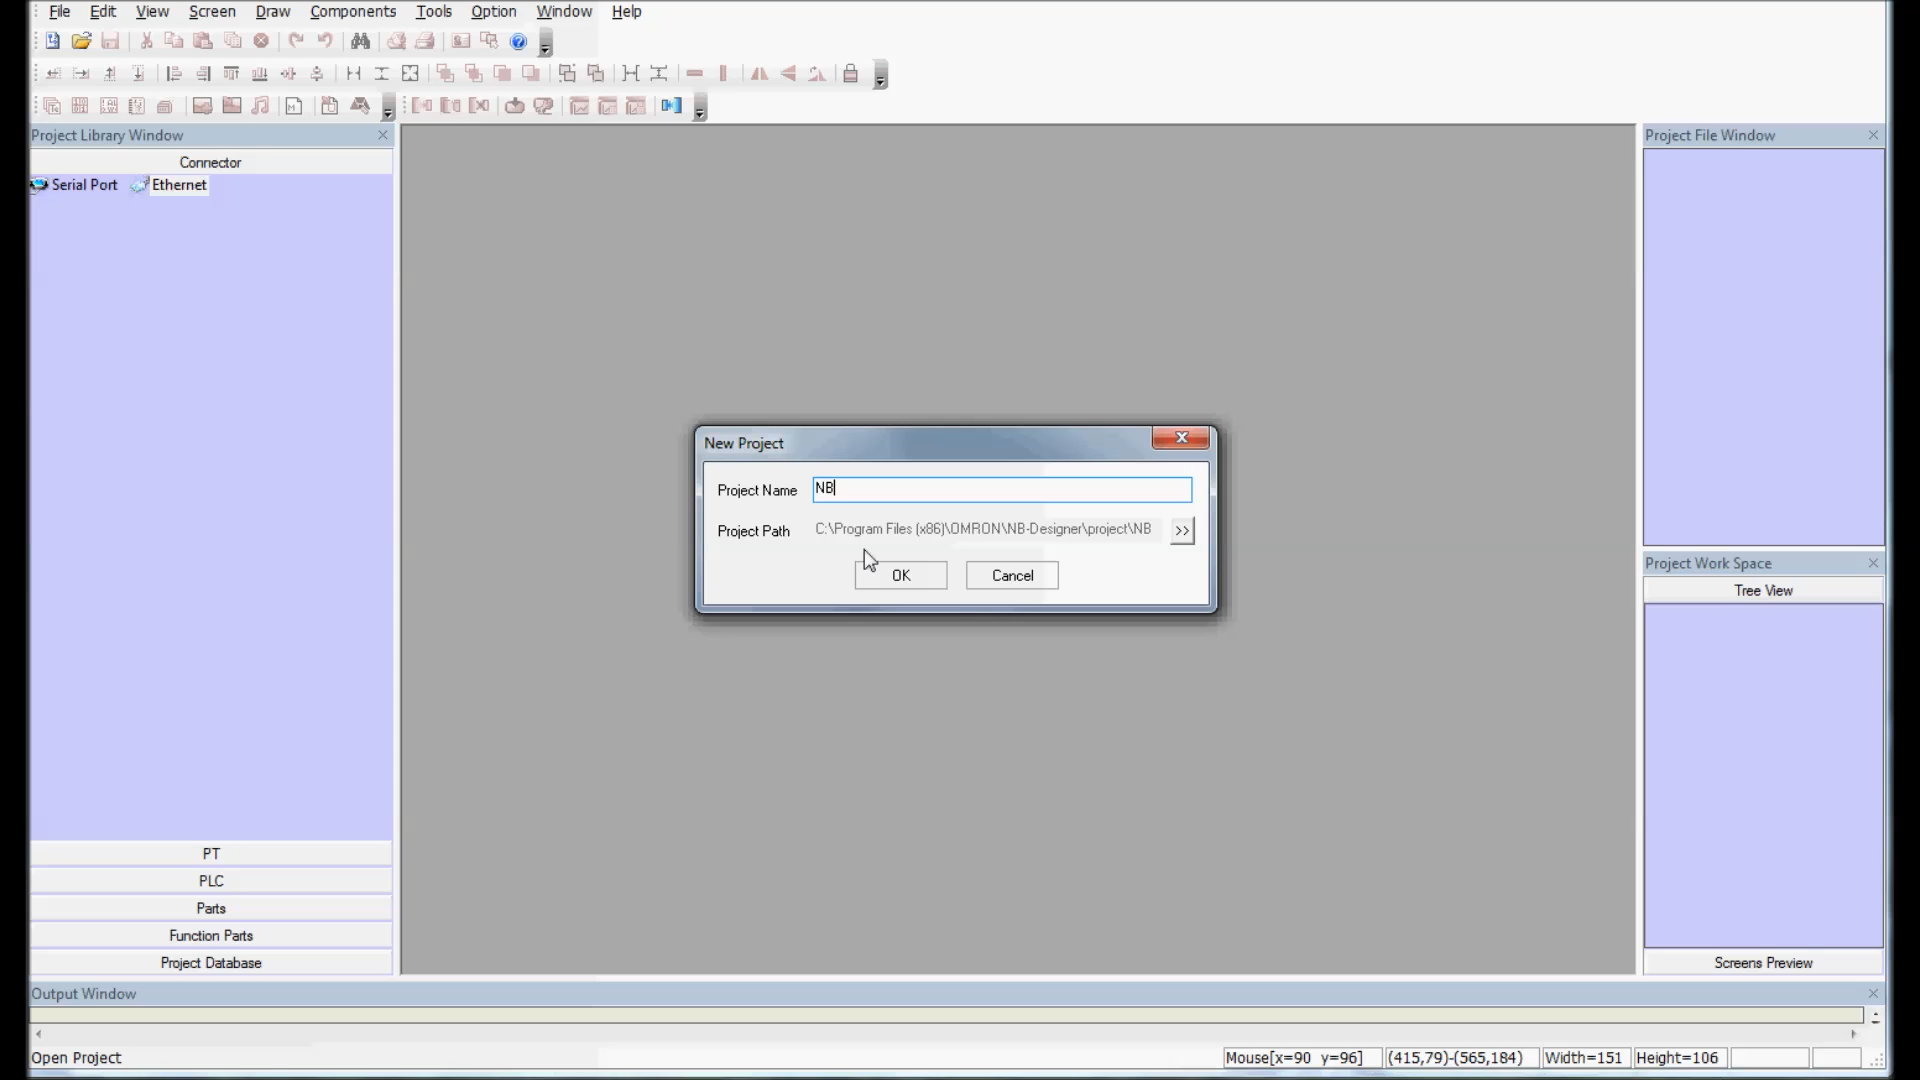 File Edit View Screen Draw Components Tools Option Window Help
Project Library Window
Connector
Serial Port Ethernet
PT
PLC
Parts
Function Parts
Project Database
New Project
Project Name NB
Project Path C:\Program Files (x86)\OMRON\NB-Designer\project\NB >>
OK Cancel
Project File Window
Project Work Space
Tree View
Screens Preview
Output Window
Open Project Mouse[x=90 y=96] (415,79)-(565,184) Width=151 Height=106